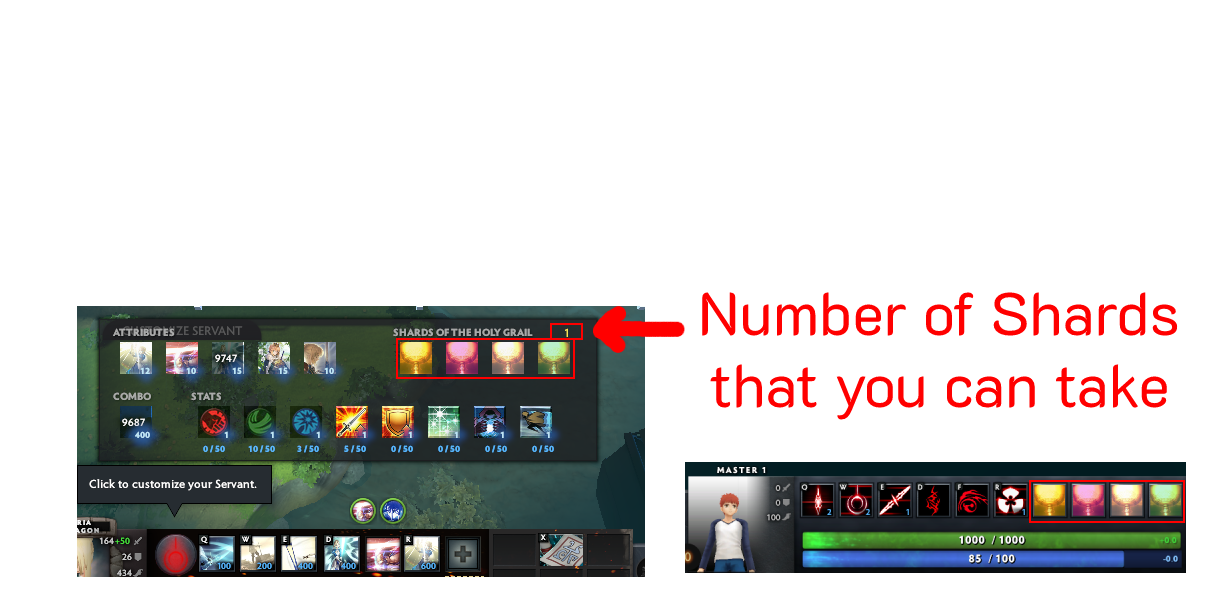 Number of Shards
that you can take
ATTRIBUTES
SERVANT
SHARDS OF THE HOLY GRAIL 1
12 10 9747 15 15 10
COMBO STATS
9687 400
1 1 1 1 1 1 1 1
0/50 10/50 3/50 5/50 0/50 0/50 0/50 0/50
Click to customize your Servant.
164+50
26
434
Q W E D R X
100 200 400 400 600
MASTER 1
0
0
100
Q W E D F R
2 2 1 1
1000 / 1000 -0.0
85 / 100 -0.0